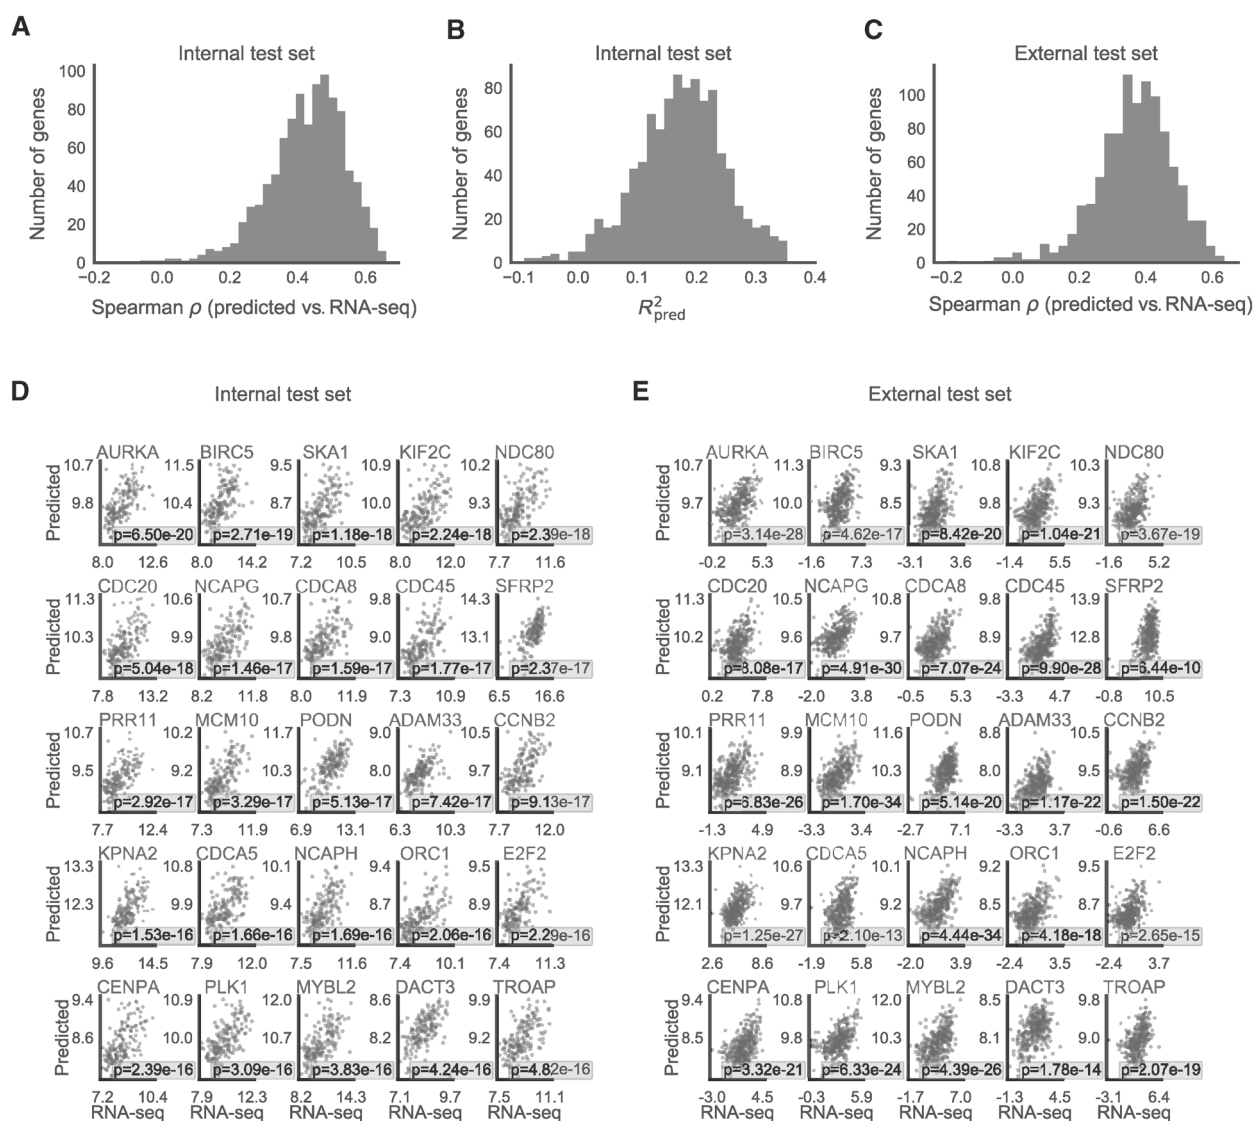 A
B
C
Internal test set
Internal test set
External test set
Number of genes
100
80
60
40
20
0
−0.2 0.0 0.2 0.4 0.6
Spearman ρ (predicted vs. RNA-seq)
Number of genes
80
60
40
20
0
−0.1 0.0 0.1 0.2 0.3 0.4
R²pred
Number of genes
100
80
60
40
20
0
−0.2 0.0 0.2 0.4 0.6
Spearman ρ (predicted vs. RNA-seq)
D
Internal test set
AURKA BIRC5 SKA1 KIF2C NDC80
Predicted
10.7 11.5 9.5 10.9 10.2
9.8 10.4 8.7 10.0 9.3
p=6.50e-20 p=2.71e-19 p=1.18e-18 p=2.24e-18 p=2.39e-18
8.0 12.6 8.0 14.2 7.2 10.5 8.0 12.0 7.7 11.6
CDC20 NCAPG CDCA8 CDC45 SFRP2
Predicted
11.3 10.6 10.7 9.8 14.3
10.3 9.9 9.8 9.0 13.1
p=5.04e-18 p=1.46e-17 p=1.59e-17 p=1.77e-17 p=2.37e-17
7.8 13.2 8.2 11.8 8.0 11.9 7.3 10.9 6.5 16.6
PRR11 MCM10 PODN ADAM33 CCNB2
Predicted
10.7 10.2 11.7 9.0 10.5
9.5 9.2 10.3 8.0 9.7
p=2.92e-17 p=3.29e-17 p=5.13e-17 p=7.42e-17 p=9.13e-17
7.7 12.4 7.3 11.9 6.9 13.1 6.3 10.3 7.7 12.0
KPNA2 CDCA5 NCAPH ORC1 E2F2
Predicted
13.3 10.8 10.1 9.4 9.5
12.3 9.9 9.4 8.7 8.9
p=1.53e-16 p=1.66e-16 p=1.69e-16 p=2.06e-16 p=2.29e-16
9.6 14.5 7.9 12.0 7.5 11.6 7.4 10.1 7.4 11.3
CENPA PLK1 MYBL2 DACT3 TROAP
Predicted
9.4 10.9 12.0 8.6 9.9
8.6 10.0 10.7 8.2 9.2
p=2.39e-16 p=3.09e-16 p=3.83e-16 p=4.24e-16 p=4.82e-16
7.2 10.4 7.9 12.3 8.2 14.3 7.1 9.7 7.5 11.1
RNA-seq RNA-seq RNA-seq RNA-seq RNA-seq
E
External test set
AURKA BIRC5 SKA1 KIF2C NDC80
Predicted
10.7 11.3 9.3 10.8 10.3
9.7 10.0 8.5 9.8 9.3
p=3.14e-28 p=4.62e-17 p=8.42e-20 p=1.04e-21 p=3.67e-19
-0.2 5.3 -1.6 7.3 -3.1 3.6 -1.4 5.5 -1.6 5.2
CDC20 NCAPG CDCA8 CDC45 SFRP2
Predicted
11.3 10.5 10.8 9.8 13.9
10.2 9.6 9.7 8.9 12.8
p=8.08e-17 p=4.91e-30 p=7.07e-24 p=9.90e-28 p=6.44e-10
0.2 7.8 -2.0 3.8 -0.5 5.3 -3.3 4.7 -0.8 10.5
PRR11 MCM10 PODN ADAM33 CCNB2
Predicted
10.1 9.9 11.6 8.8 10.5
9.1 8.9 10.3 8.0 9.5
p=6.83e-26 p=1.70e-34 p=5.14e-20 p=1.17e-22 p=1.50e-22
-1.3 4.9 -3.3 3.4 -2.7 7.1 -3.3 3.7 -0.6 6.6
KPNA2 CDCA5 NCAPH ORC1 E2F2
Predicted
13.3 10.6 10.1 9.2 9.5
12.1 9.7 9.2 8.5 8.7
p=1.25e-27 p=2.10e-13 p=4.44e-34 p=4.18e-18 p=2.65e-15
2.6 8.6 -1.9 5.8 -2.0 3.9 -2.4 3.5 -2.4 3.7
CENPA PLK1 MYBL2 DACT3 TROAP
Predicted
9.4 10.8 12.0 8.5 9.8
8.5 9.8 10.3 8.1 9.0
p=3.32e-21 p=6.33e-24 p=4.39e-26 p=1.78e-14 p=2.07e-19
-3.0 4.5 -0.3 5.9 -1.7 7.0 -1.3 4.5 -3.1 6.4
RNA-seq RNA-seq RNA-seq RNA-seq RNA-seq